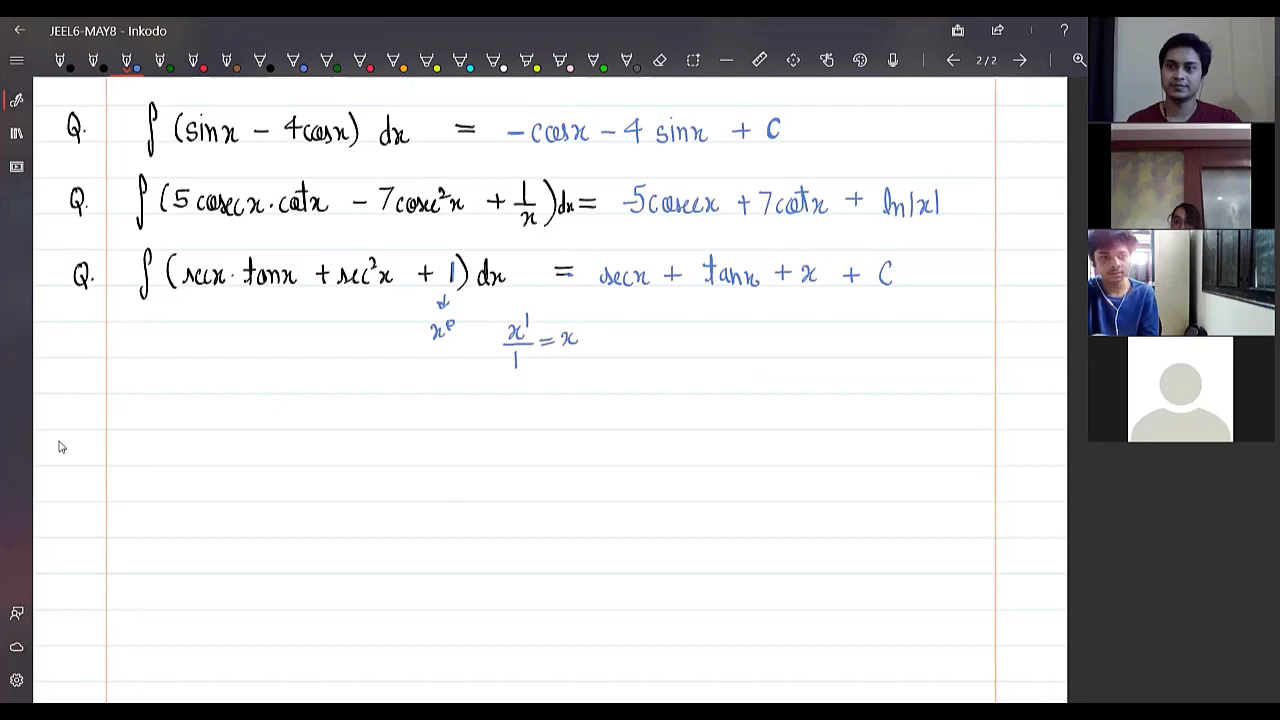 JEEL6-MAY8 - Inkodo
2/2
Q. ∫ (sinx - 4cosx) dx = -cosx - 4 sinx + C
Q. ∫ (5 cosecx·cotx - 7cosec²x + 1/x) dx = -5cosecx + 7cotx + ln|x|
Q. ∫ (secx·tanx + sec²x + 1) dx = secx + tanx + x + C
x⁰ x¹/1 = x